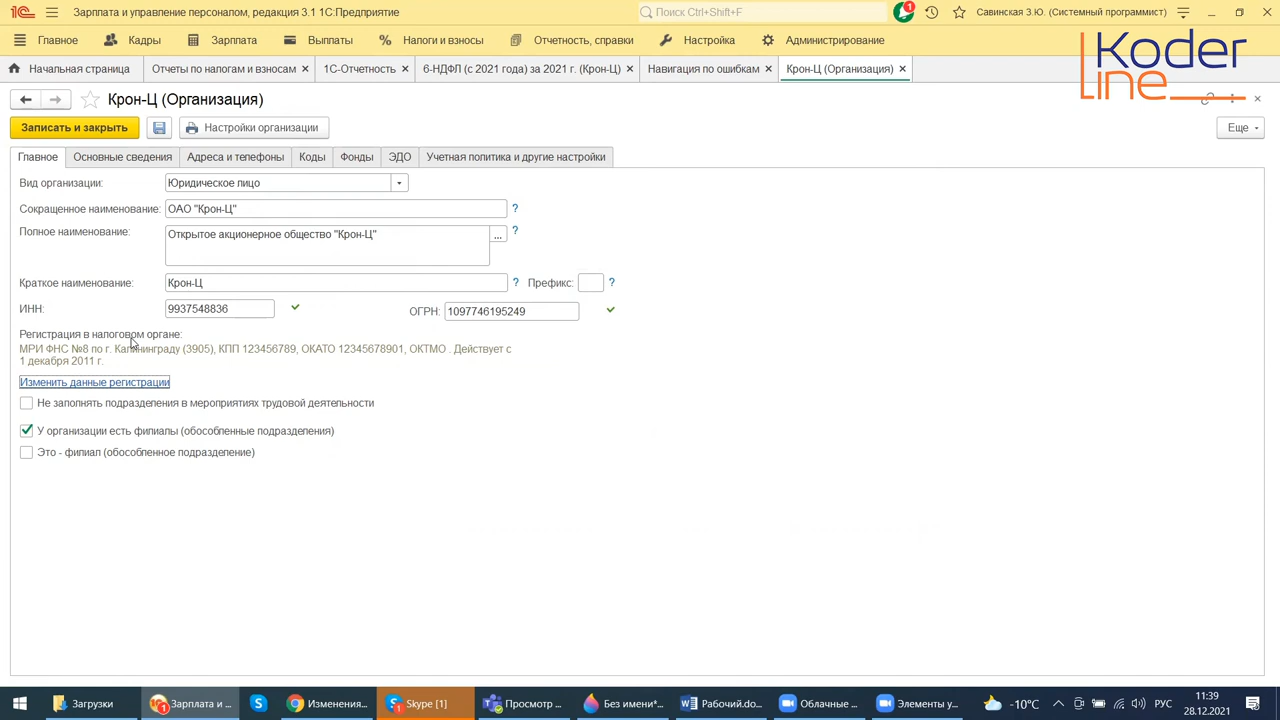 Зарплата и управление персоналом, редакция 3.1 1С:Предприятие
Поиск Ctrl+Shift+F
1
Савинская З.Ю. (Системный программист)
Главное
Кадры
Зарплата
Выплаты
Налоги и взносы
Отчетность, справки
Настройка
Администрирование
Koder
line
Начальная страница
Отчеты по налогам и взносам
1С-Отчетность
6-НДФЛ (с 2021 года) за 2021 г. (Крон-Ц)
Навигация по ошибкам
Крон-Ц (Организация)
Крон-Ц (Организация)
Записать и закрыть
Настройки организации
Еще
Главное
Основные сведения
Адреса и телефоны
Коды
Фонды
ЭДО
Учетная политика и другие настройки
Вид организации:
Юридическое лицо
Сокращенное наименование:
ОАО "Крон-Ц"
?
Полное наименование:
Открытое акционерное общество "Крон-Ц"
...
?
Краткое наименование:
Крон-Ц
?
Префикс:
?
ИНН:
9937548836
ОГРН:
1097746195249
Регистрация в налоговом органе:
МРИ ФНС №8 по г. Калининграду (3905), КПП 123456789, ОКАТО 12345678901, ОКТМО . Действует с
1 декабря 2011 г.
Изменить данные регистрации
Не заполнять подразделения в мероприятиях трудовой деятельности
У организации есть филиалы (обособленные подразделения)
Это - филиал (обособленное подразделение)
Загрузки
Зарплата и ...
Изменения...
Skype [1]
Просмотр ...
Без имени*...
Рабочий.do...
Облачные ...
Элементы у...
-10°C
РУС
11:39
28.12.2021